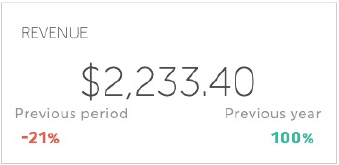 REVENUE
$2,233.40
Previous period Previous year
-21% 100%